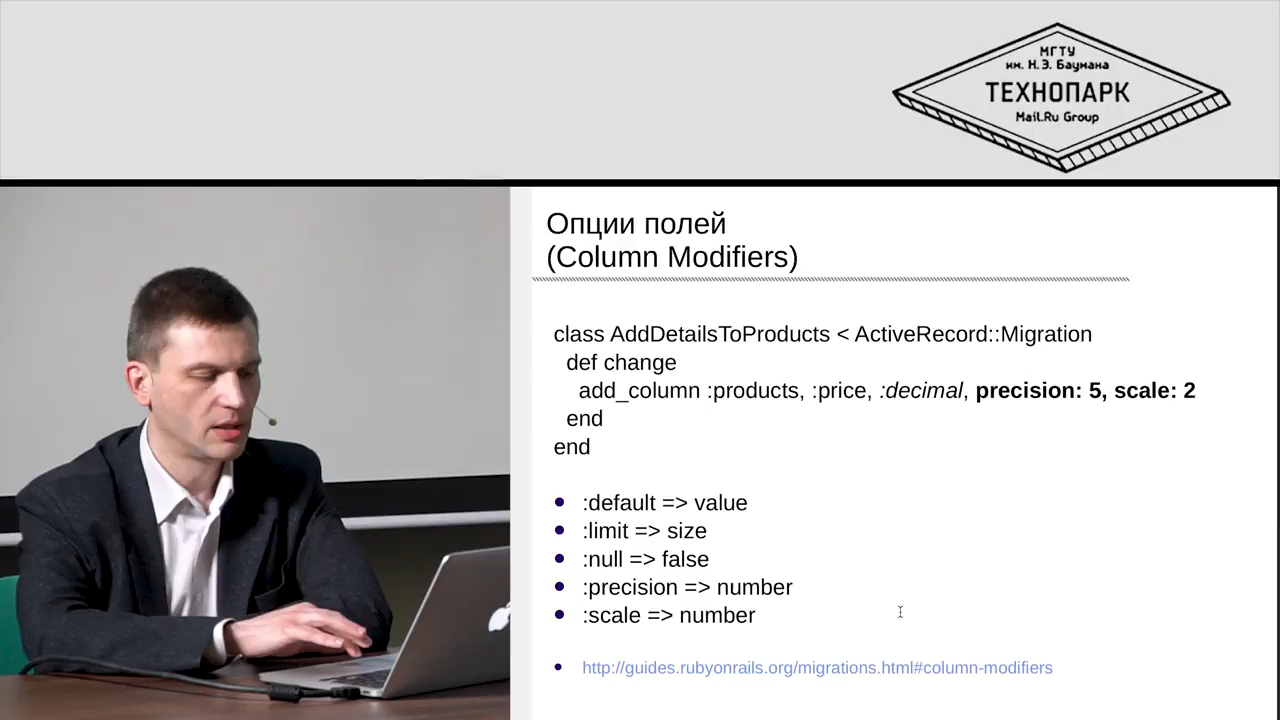 МГТУ
им. Н.Э. Баумана
ТЕХНОПАРК
Mail.Ru Group
Опции полей
(Column Modifiers)
class AddDetailsToProducts < ActiveRecord::Migration
def change
add_column :products, :price, :decimal, precision: 5, scale: 2
end
end
:default => value
:limit => size
:null => false
:precision => number
:scale => number
http://guides.rubyonrails.org/migrations.html#column-modifiers